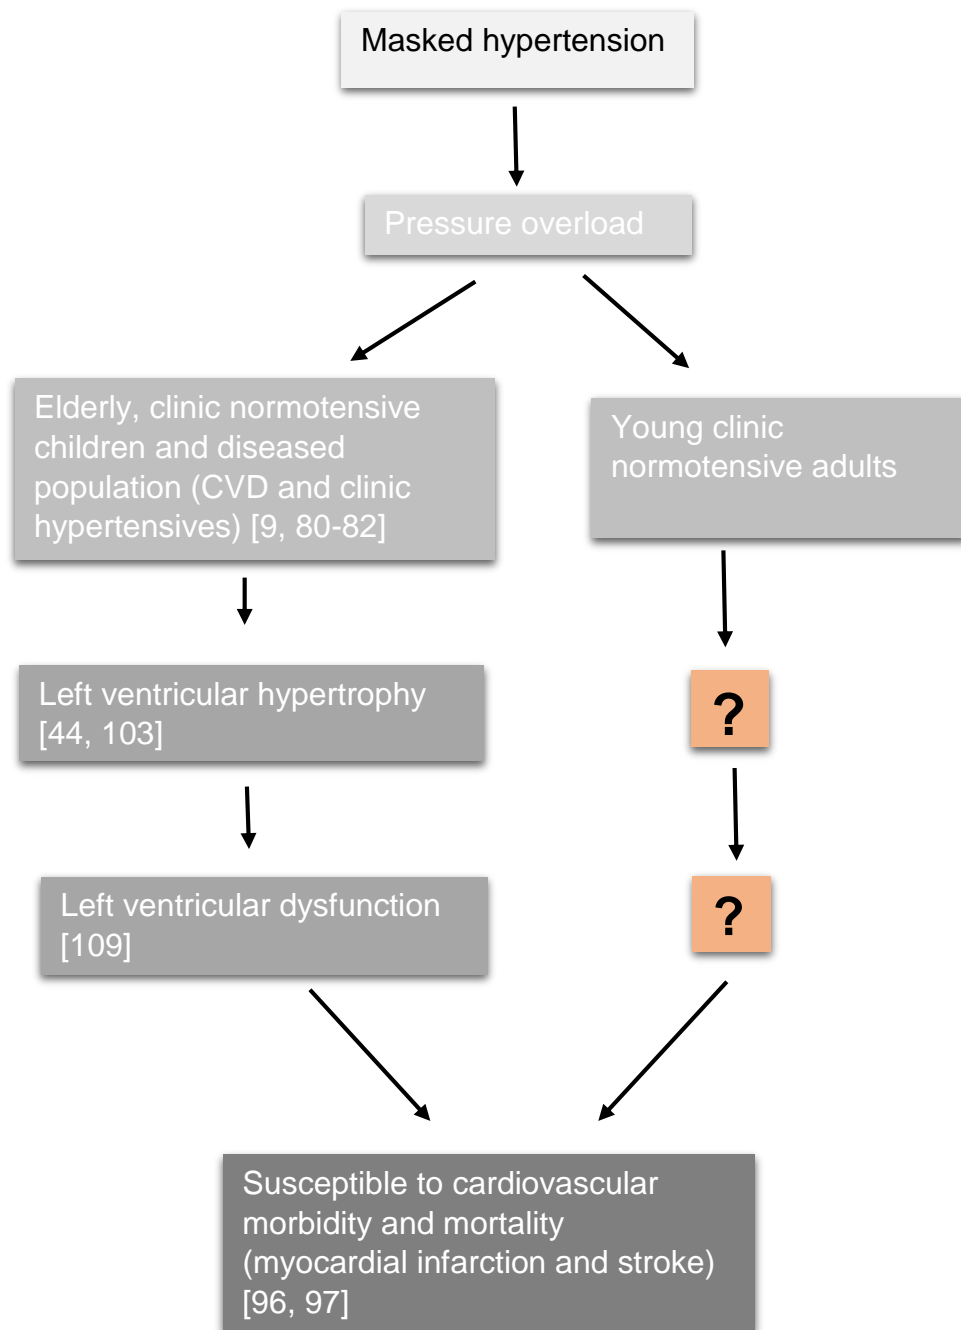 Masked hypertension
Pressure overload
Elderly, clinic normotensive
children and diseased
population (CVD and clinic
hypertensives) [9, 80-82]
Young clinic
normotensive adults
Left ventricular hypertrophy
[44, 103]
?
Left ventricular dysfunction
[109]
?
Susceptible to cardiovascular
morbidity and mortality
(myocardial infarction and stroke)
[96, 97]